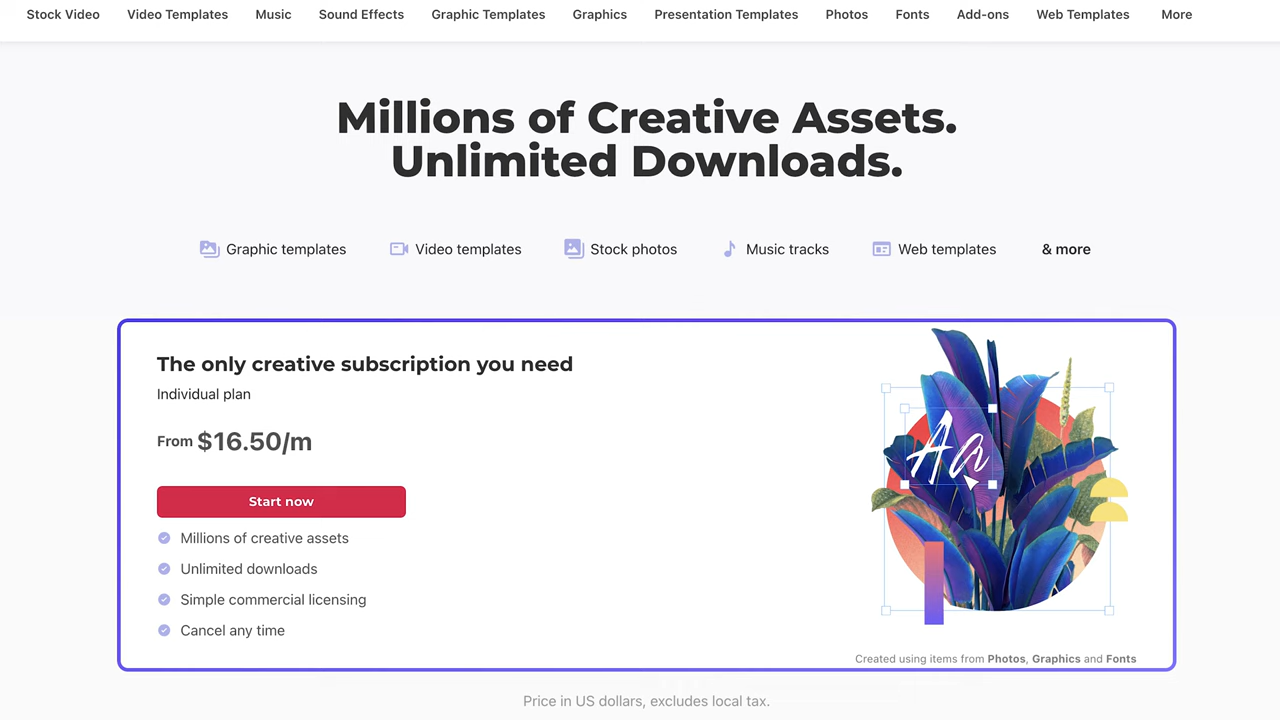 Stock Video Video Templates Music Sound Effects Graphic Templates Graphics Presentation Templates Photos Fonts Add-ons Web Templates More
Millions of Creative Assets.
Unlimited Downloads.
Graphic templates Video templates Stock photos Music tracks Web templates & more
The only creative subscription you need
Individual plan
From $16.50/m
Start now
Millions of creative assets
Unlimited downloads
Simple commercial licensing
Cancel any time
Aa
Created using items from Photos, Graphics and Fonts
Price in US dollars, excludes local tax.